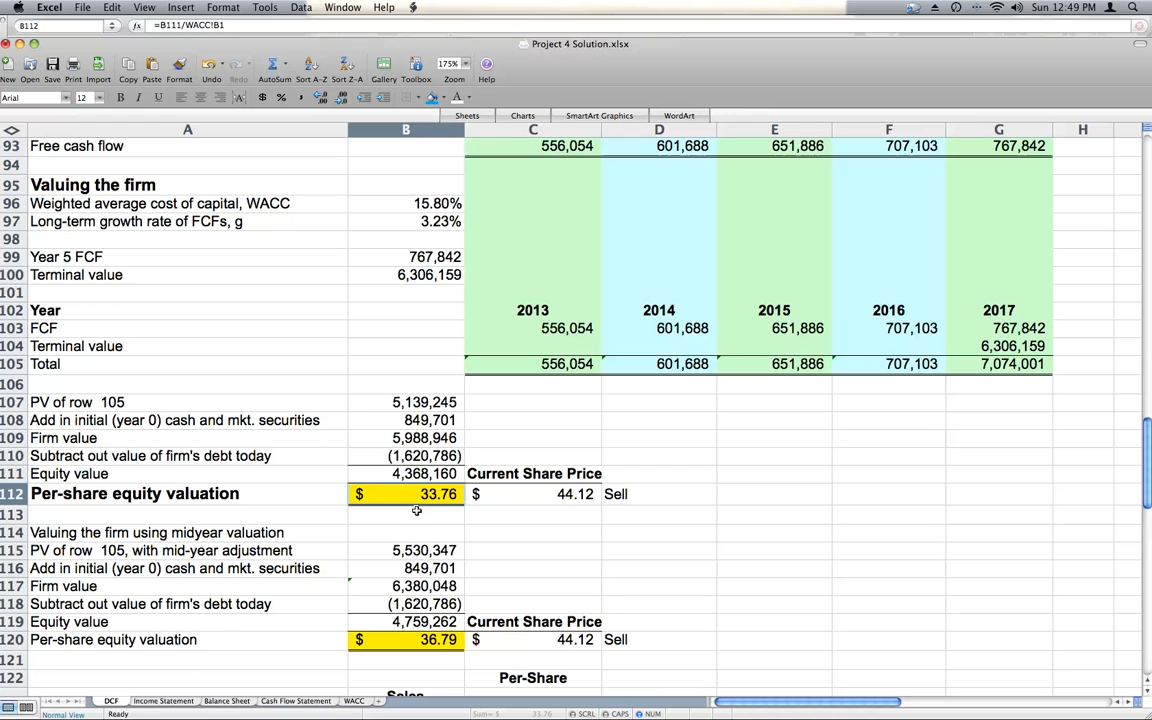 Excel File Edit View Insert Format Tools Data Window Help Sun 12:49 PM
B112 fx =B111/WACC!B1
Project 4 Solution.xlsx
175%
New Open Save Print Import Copy Paste Format Undo Redo AutoSum Sort A-Z Sort Z-A Gallery Toolbox Zoom Help
Arial 12 B I U A $ % , A
Sheets Charts SmartArt Graphics WordArt
A B C D E F G H
93 Free cash flow 556,054 601,688 651,886 707,103 767,842
94
95 Valuing the firm
96 Weighted average cost of capital, WACC 15.80%
97 Long-term growth rate of FCFs, g 3.23%
98
99 Year 5 FCF 767,842
100 Terminal value 6,306,159
101
102 Year 2013 2014 2015 2016 2017
103 FCF 556,054 601,688 651,886 707,103 767,842
104 Terminal value 6,306,159
105 Total 556,054 601,688 651,886 707,103 7,074,001
106
107 PV of row 105 5,139,245
108 Add in initial (year 0) cash and mkt. securities 849,701
109 Firm value 5,988,946
110 Subtract out value of firm's debt today (1,620,786)
111 Equity value 4,368,160 Current Share Price
112 Per-share equity valuation $ 33.76 $ 44.12 Sell
113
114 Valuing the firm using midyear valuation
115 PV of row 105, with mid-year adjustment 5,530,347
116 Add in initial (year 0) cash and mkt. securities 849,701
117 Firm value 6,380,048
118 Subtract out value of firm's debt today (1,620,786)
119 Equity value 4,759,262 Current Share Price
120 Per-share equity valuation $ 36.79 $ 44.12 Sell
121
122 Per-Share
Sales
DCF Income Statement Balance Sheet Cash Flow Statement WACC +
Normal View Ready Sum= $ 33.76 SCRL CAPS NUM